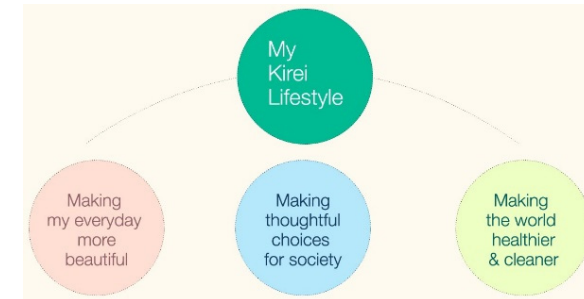 My
Kirei
Lifestyle
Making
my everyday
more
beautiful
Making
thoughtful
choices
for society
Making
the world
healthier
& cleaner